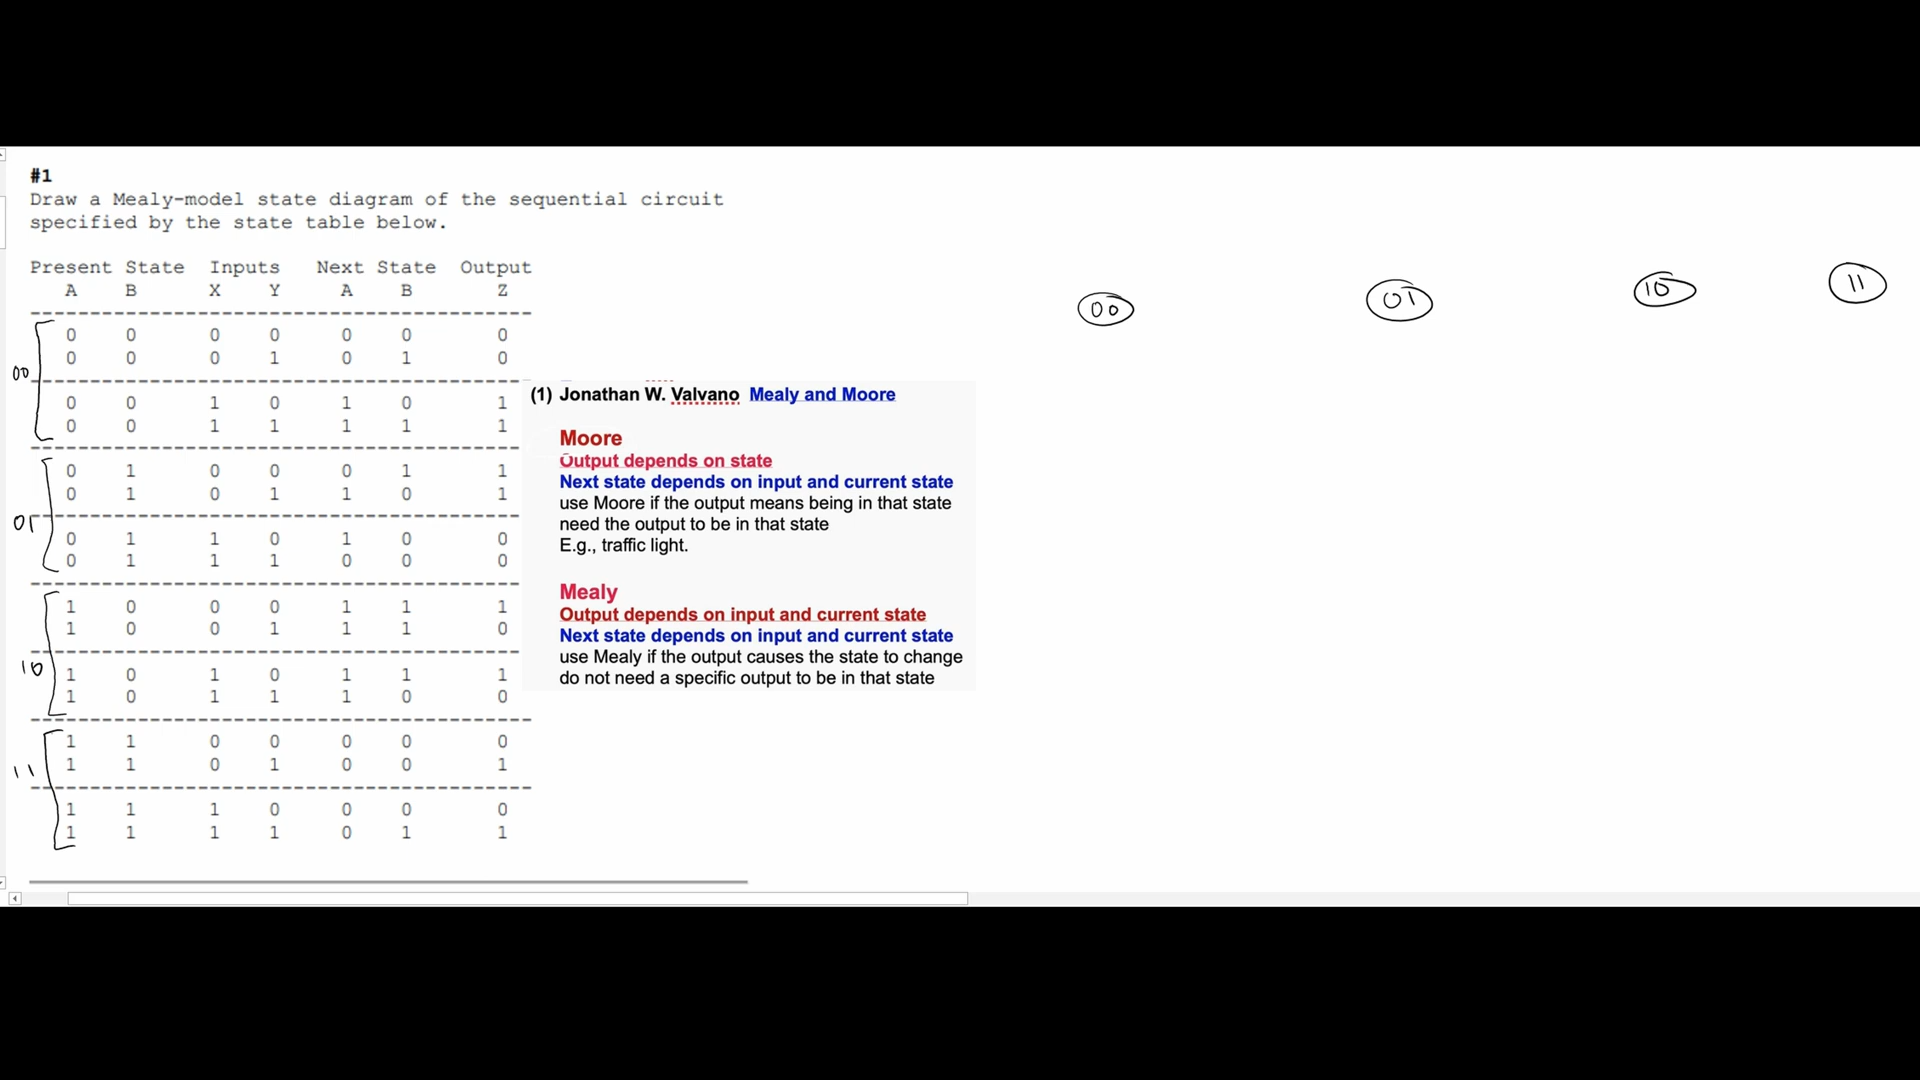 #1
Draw a Mealy-model state diagram of the sequential circuit
specified by the state table below.
Present State Inputs Next State Output
A B X Y A B Z
0 0 0 0 0 0 0
0 0 0 1 0 1 0
00
0 0 1 0 1 0 1
0 0 1 1 1 1 1
0 1 0 0 0 1 1
0 1 0 1 1 0 1
01
0 1 1 0 1 0 0
0 1 1 1 0 0 0
1 0 0 0 1 1 1
1 0 0 1 1 1 0
10
1 0 1 0 1 1 1
1 0 1 1 1 0 0
1 1 0 0 0 0 0
1 1 0 1 0 0 1
11
1 1 1 0 0 0 0
1 1 1 1 0 1 1
(1) Jonathan W. Valvano Mealy and Moore
Moore
Output depends on state
Next state depends on input and current state
use Moore if the output means being in that state
need the output to be in that state
E.g., traffic light.
Mealy
Output depends on input and current state
Next state depends on input and current state
use Mealy if the output causes the state to change
do not need a specific output to be in that state
00 01 10 11